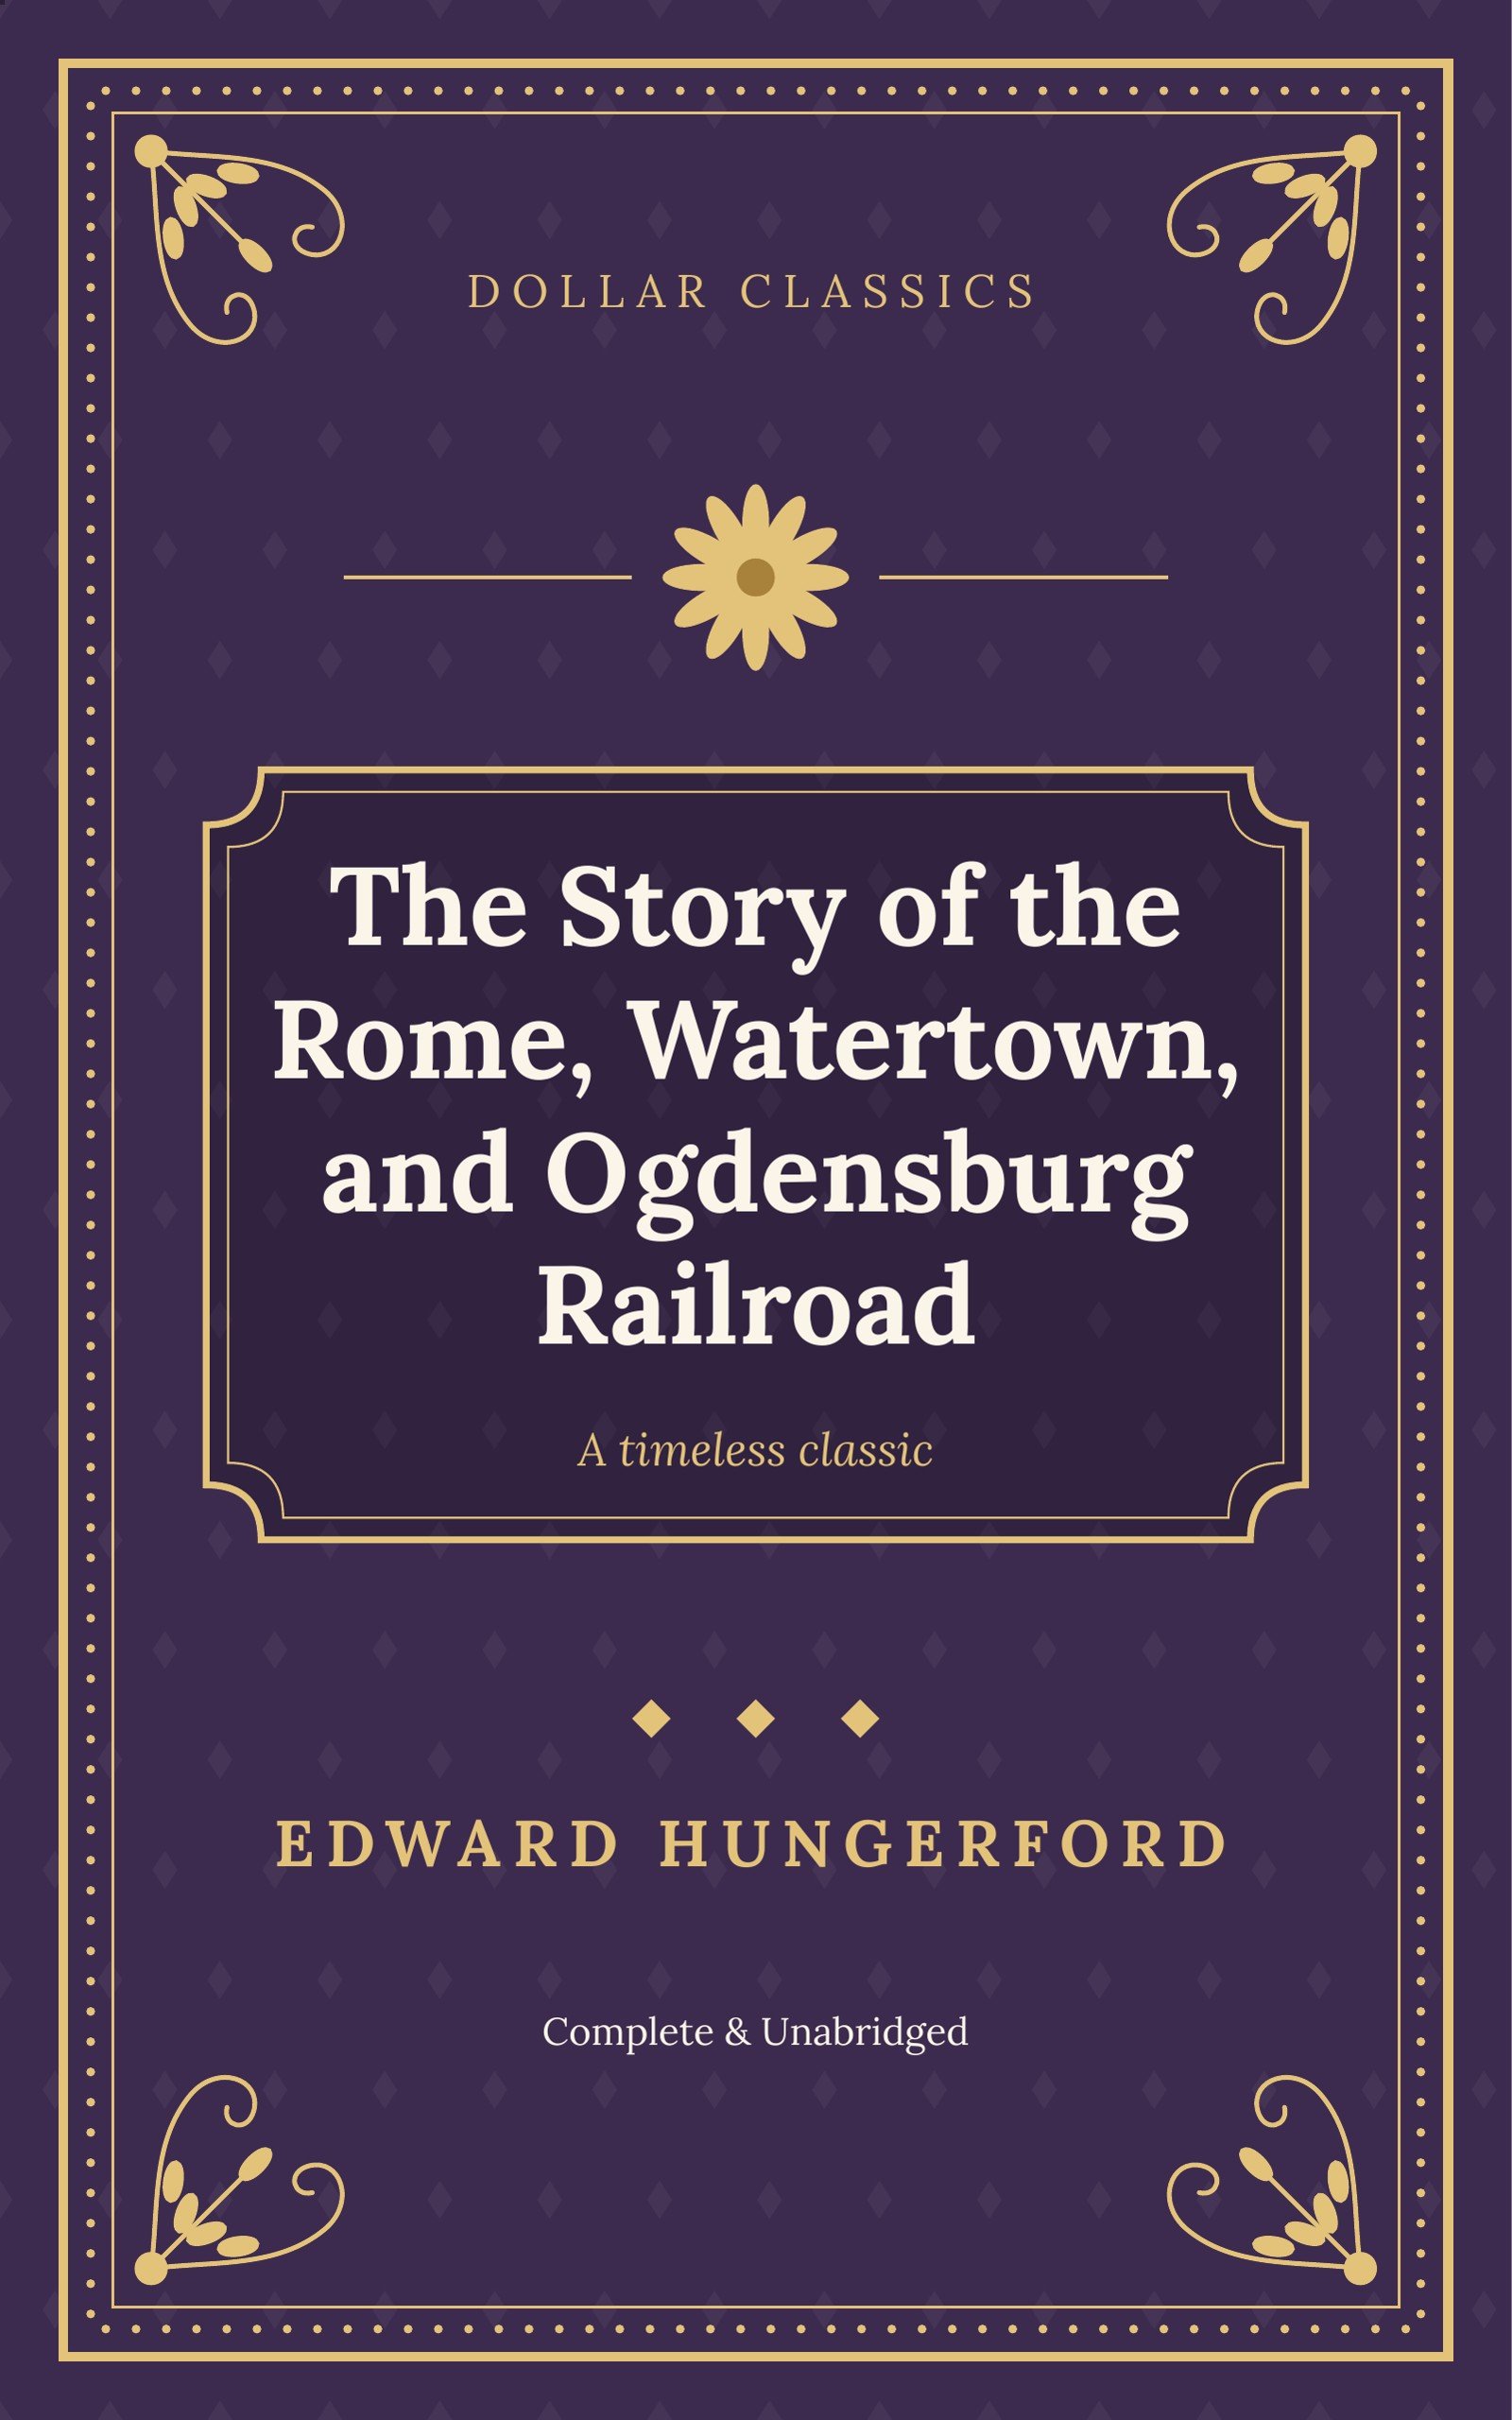 DOLLAR CLASSICS
The Story of the
Rome, Watertown,
and Ogdensburg
Railroad
A timeless classic
EDWARD HUNGERFORD
Complete & Unabridged